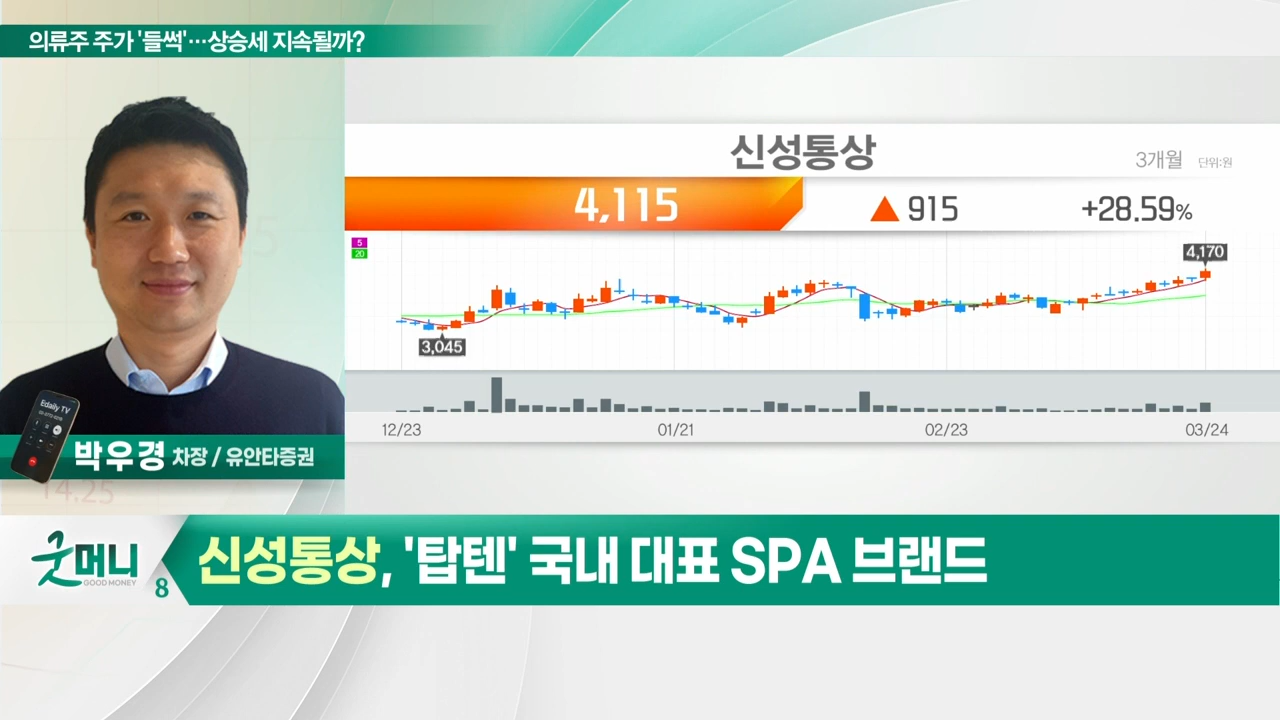 의류주 주가 '들썩'…상승세 지속될까?
신성통상
3개월 단위:원
4,115 ▲ 915 +28.59%
5
20
4,170
3,045
12/23 01/21 02/23 03/24
Edaily TV
박우경 차장 / 유안타증권
14.25
굿머니
GOOD MONEY
8
신성통상, '탑텐' 국내 대표 SPA 브랜드